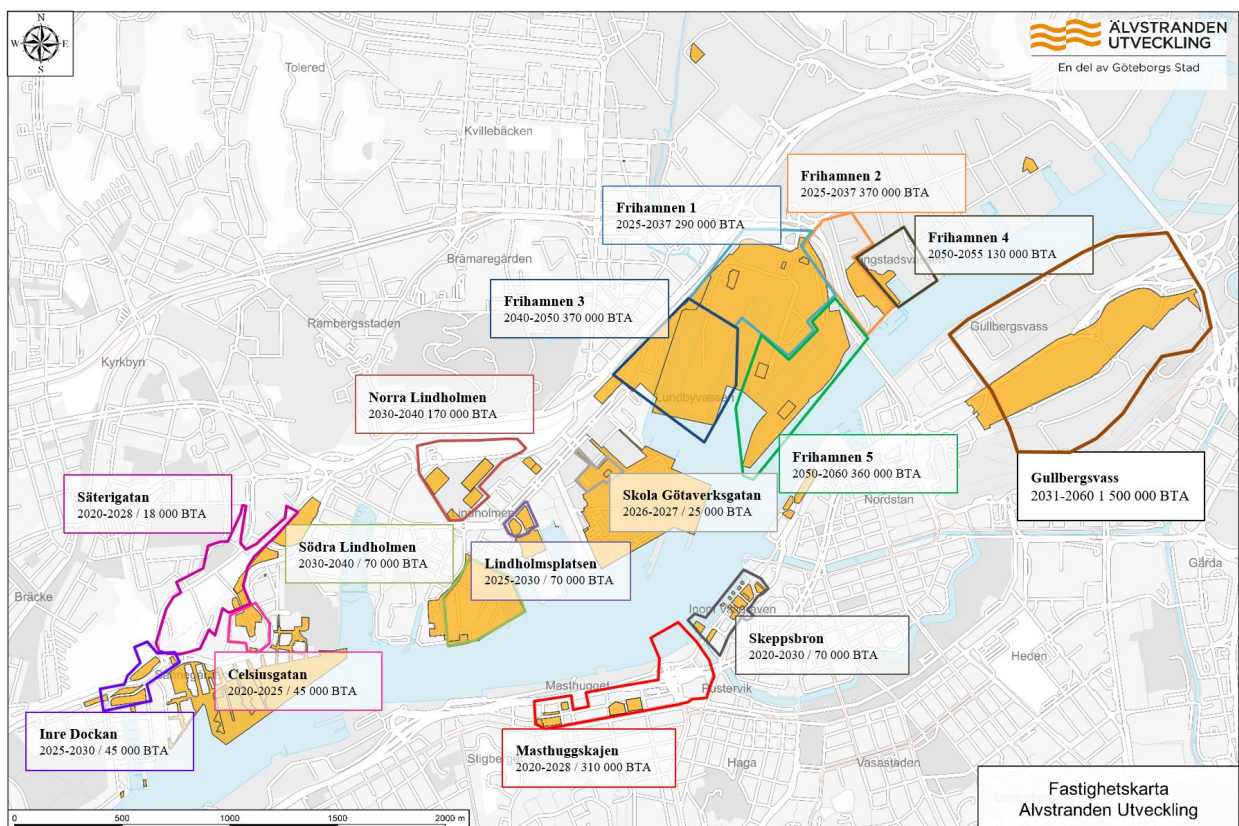 N
W
E
S
ÄLVSTRANDEN
UTVECKLING
En del av Göteborgs Stad
Tolered
Kvillebäcken
Frihamnen 2
2025-2037 370 000 BTA
Frihamnen 1
2025-2037 290 000 BTA
Frihamnen 4
2050-2055 130 000 BTA
Brämaregården
Frihamnen 3
2040-2050 370 000 BTA
Rambergsstaden
Gullbergsvass
Kyrkbyn
Norra Lindholmen
2030-2040 170 000 BTA
Lundbyvassen
Frihamnen 5
2050-2060 360 000 BTA
Gullbergsvass
2031-2060 1 500 000 BTA
Säterigatan
2020-2028 / 18 000 BTA
Skola Götaverksgatan
2026-2027 / 25 000 BTA
Nordstan
Södra Lindholmen
2030-2040 / 70 000 BTA
Lindholmsplatsen
2025-2030 / 70 000 BTA
Gårda
Bräcke
Skeppsbron
2020-2030 / 70 000 BTA
Heden
Celsiusgatan
2020-2025 / 45 000 BTA
Masthugget
Inre Dockan
2025-2030 / 45 000 BTA
Masthuggskajen
2020-2028 / 310 000 BTA
Haga
Vasastaden
Fastighetskarta
Alvstranden Utveckling
0 500 1000 1500 2000 m